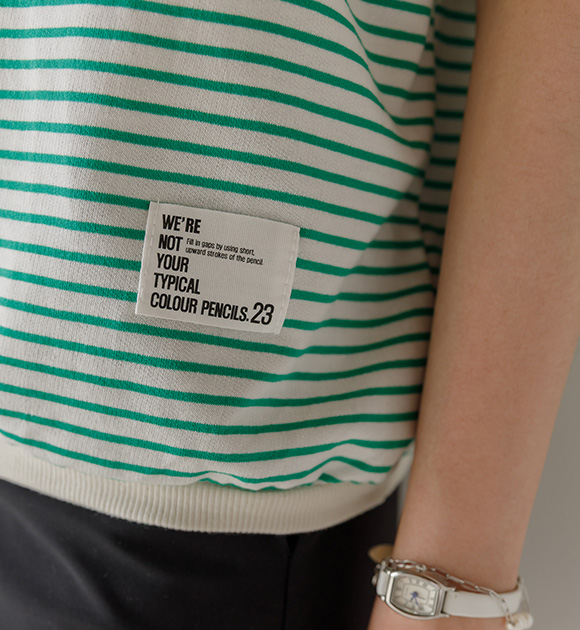 WE'RE
NOT Fill in gaps by using short,
upward strokes of the pencil
YOUR
TYPICAL
COLOUR PENCILS.23